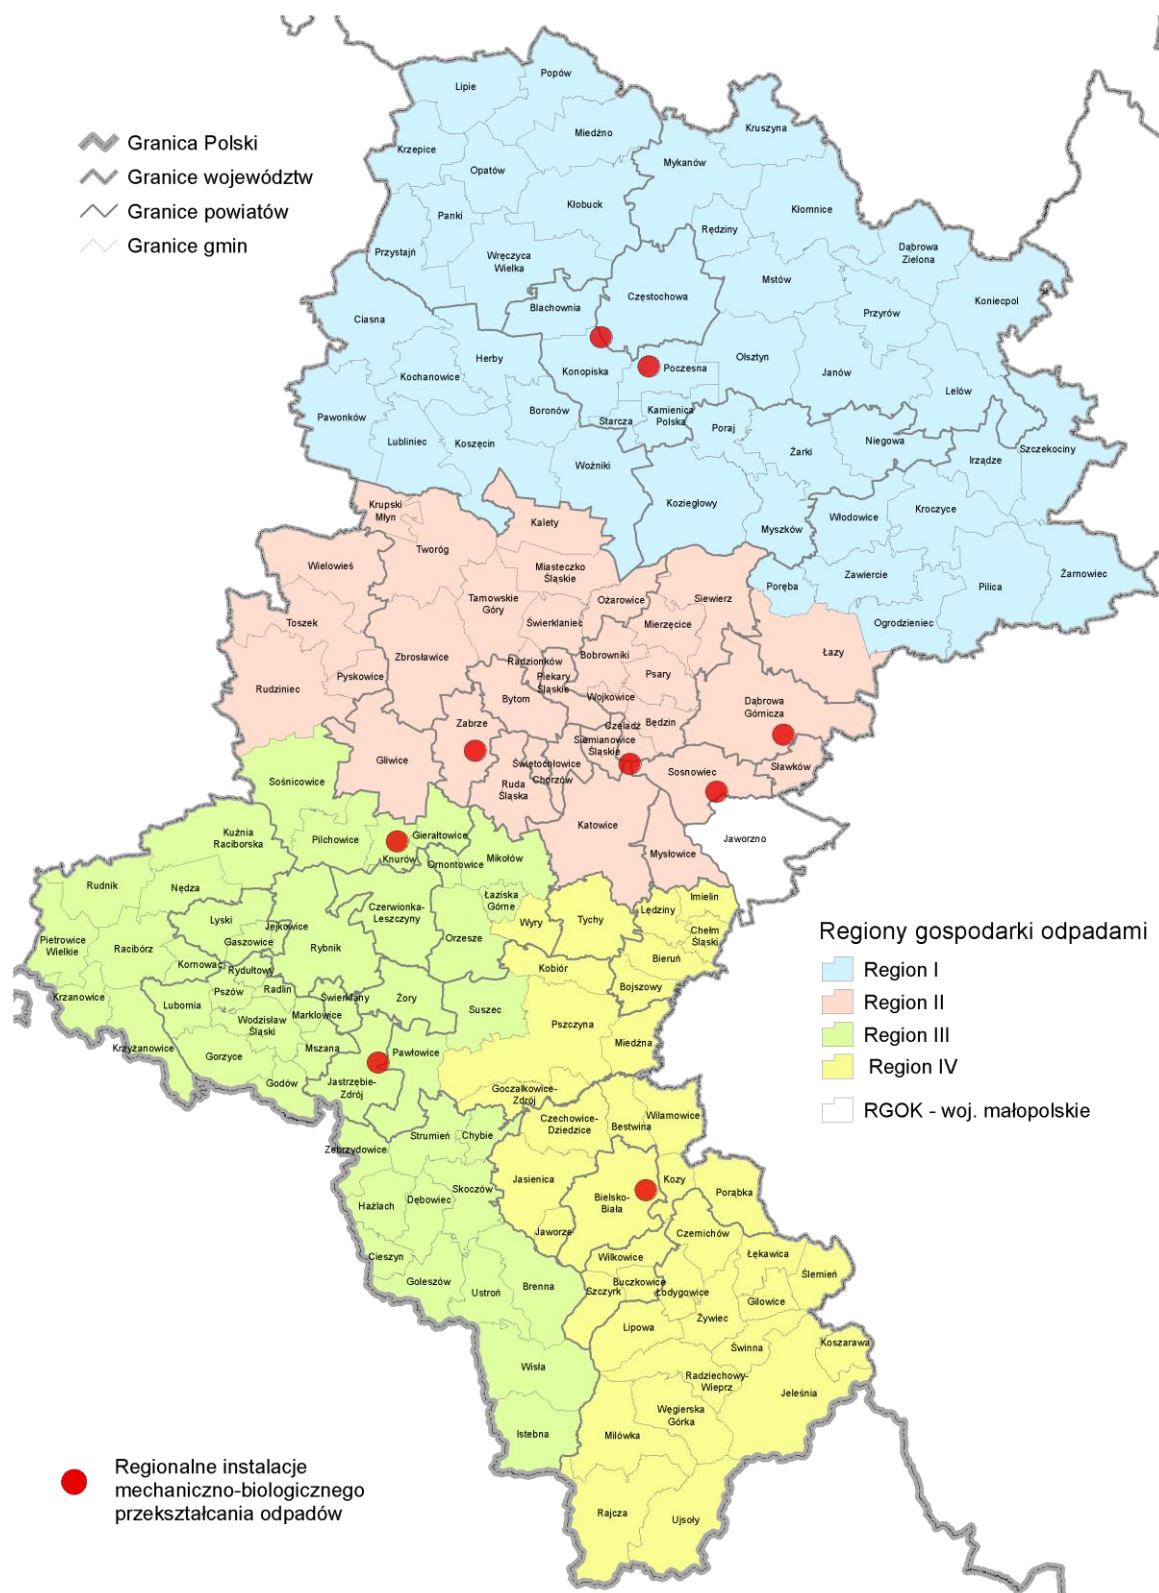 Granica Polski
Granice województw
Granice powiatów
Granice gmin
Lipie
Popów
Miedźno
Kruszyna
Krzepice
Opatów
Mykanów
Kłobuck
Kłomnice
Panki
Rędziny
Dąbrowa
Zielona
Przystajń
Wręczyca
Wielka
Mstów
Koniecpol
Częstochowa
Blachownia
Przyrów
Ciasna
Herby
Konopiska
Poczesna
Olsztyn
Janów
Kochanowice
Lelów
Boronów
Kamienica
Polska
Pawonków
Starcza
Poraj
Lubliniec
Koszęcin
Niegowa
Żarki
Szczekociny
Irządze
Woźniki
Koziegłowy
Kroczyce
Włodowice
Myszków
Krupski
Młyn
Kalety
Tworóg
Wielowieś
Miasteczko
Śląskie
Poręba
Zawiercie
Pilica
Żarnowiec
Tarnowskie
Góry
Ożarowice
Siewierz
Toszek
Świerklaniec
Mierzęcice
Ogrodzieniec
Łazy
Zbrosławice
Radzionków
Bobrowniki
Pyskowice
Piekary
Śląskie
Psary
Rudziniec
Bytom
Wojkowice
Dąbrowa
Górnicza
Zabrze
Czeladź
Będzin
Siemianowice
Śląskie
Gliwice
Świętochłowice
Chorzów
Sosnowiec
Sławków
Sośnicowice
Ruda
Śląska
Katowice
Jaworzno
Kuźnia
Raciborska
Pilchowice
Gierałtowice
Knurów
Ornontowice
Mikołów
Mysłowice
Rudnik
Nędza
Łaziska
Górne
Imielin
Lędziny
Czerwionka-
Leszczyny
Wyry
Tychy
Chełm
Śląski
Lyski
Jejkowice
Pietrowice
Wielkie
Racibórz
Gaszowice
Rybnik
Orzesze
Bieruń
Kornowac
Rydułtowy
Kobiór
Bojszowy
Krzanowice
Pszów
Radlin
Świerklany
Żory
Lubomia
Marklowice
Suszec
Wodzisław
Śląski
Pszczyna
Miedźna
Krzyżanowice
Gorzyce
Mszana
Pawłowice
Godów
Jastrzębie-
Zdrój
Goczałkowice-
Zdrój
Wilamowice
Czechowice-
Dziedzice
Bestwina
Strumień
Chybie
Zebrzydowice
Jasienica
Kozy
Skoczów
Porąbka
Dębowiec
Hażlach
Bielsko-
Biała
Jaworze
Czernichów
Cieszyn
Wilkowice
Łękawica
Goleszów
Ślemień
Brenna
Buczkowice
Ustroń
Szczyrk
Łodygowice
Gilowice
Żywiec
Lipowa
Koszarawa
Świnna
Wisła
Radziechowy-
Wieprz
Jeleśnia
Węgierska
Górka
Istebna
Milówka
Rajcza
Ujsoły
Regiony gospodarki odpadami
Region I
Region II
Region III
Region IV
RGOK - woj. małopolskie
Regionalne instalacje
mechaniczno-biologicznego
przekształcania odpadów